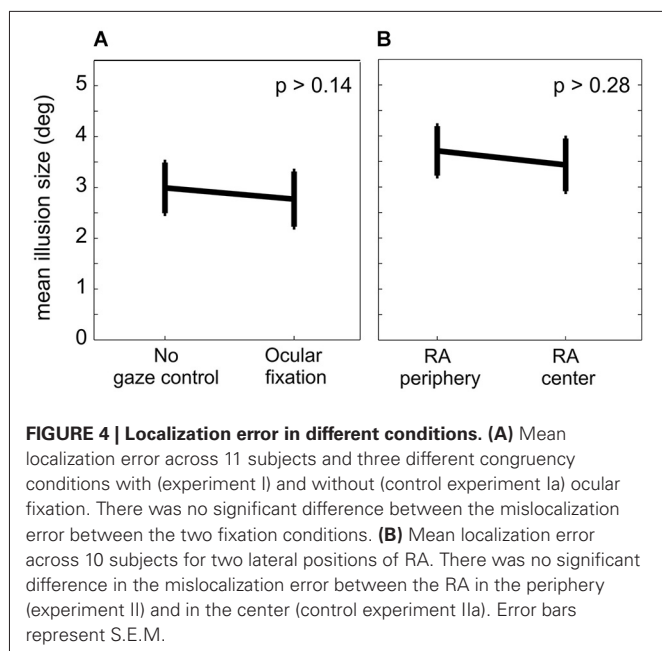 A
B
p > 0.14
p > 0.28
mean illusion size (deg)
5
4
3
2
1
0
No
gaze control
Ocular
fixation
RA
periphery
RA
center
FIGURE 4 | Localization error in different conditions. (A) Mean
localization error across 11 subjects and three different congruency
conditions with (experiment I) and without (control experiment Ia) ocular
fixation. There was no significant difference between the mislocalization
error between the two fixation conditions. (B) Mean localization error
across 10 subjects for two lateral positions of RA. There was no significant
difference in the mislocalization error between the RA in the periphery
(experiment II) and in the center (control experiment IIa). Error bars
represent S.E.M.